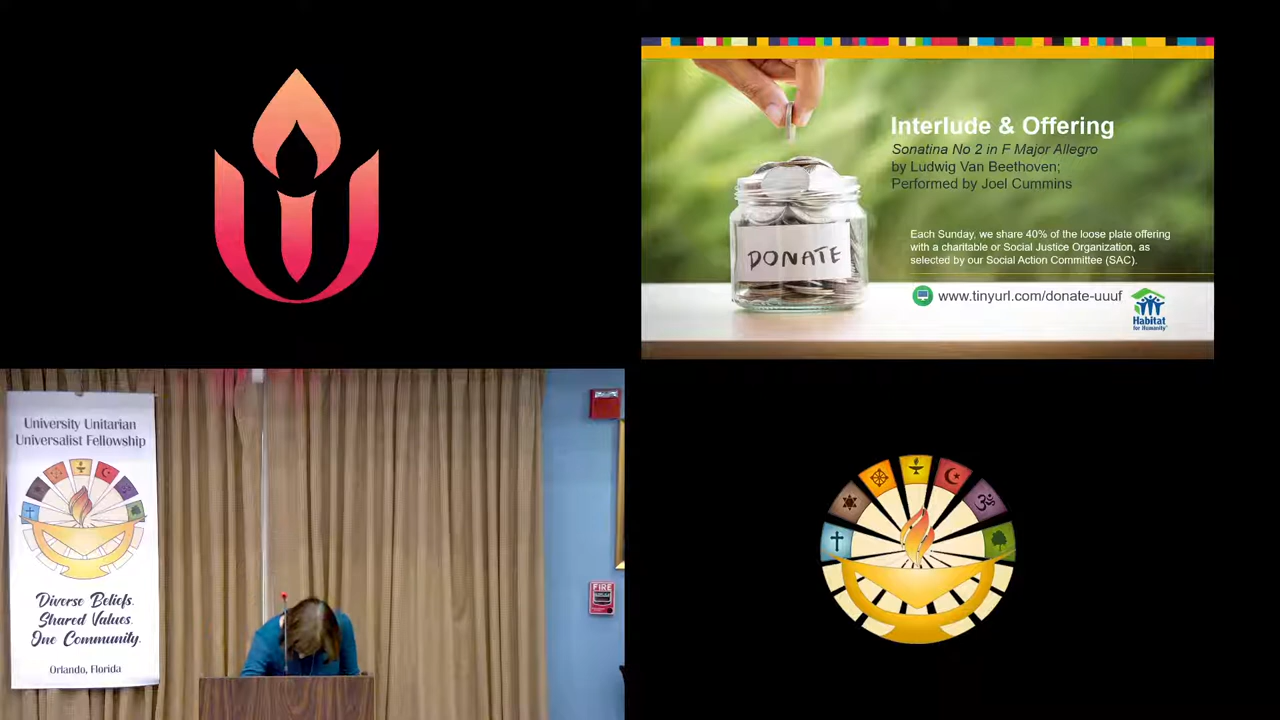 Interlude & Offering
Sonatina No 2 in F Major Allegro
by Ludwig Van Beethoven;
Performed by Joel Cummins
Each Sunday, we share 40% of the loose plate offering
with a charitable or Social Justice Organization, as
selected by our Social Action Committee (SAC).
www.tinyurl.com/donate-uuuf
Habitat
for Humanity®
DONATE
University Unitarian
Universalist Fellowship
Diverse Beliefs.
Shared Values.
One Community.
Orlando, Florida
FIRE